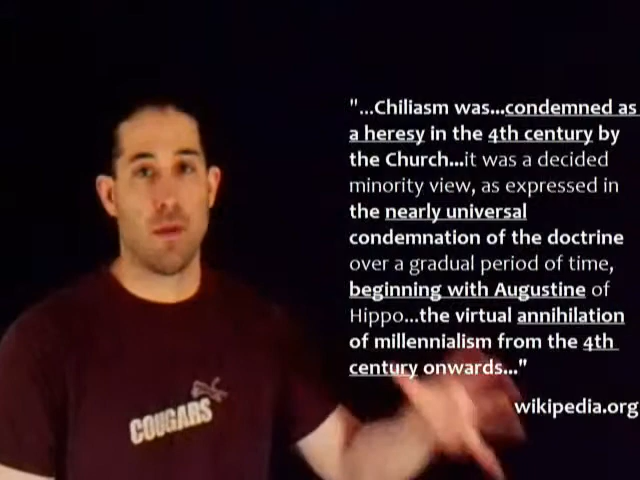 "...Chiliasm was...condemned as
a heresy in the 4th century by
the Church...it was a decided
minority view, as expressed in
the nearly universal
condemnation of the doctrine
over a gradual period of time,
beginning with Augustine of
Hippo...the virtual annihilation
of millennialism from the 4th
century onwards..."
wikipedia.org
COUGARS